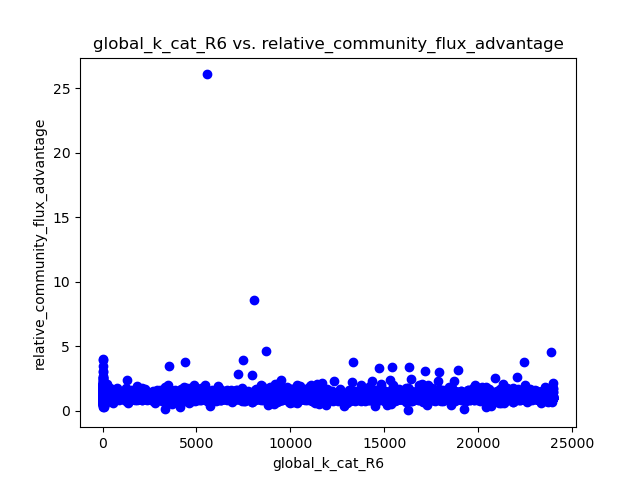 global_k_cat_R6 vs. relative_community_flux_advantage
relative_community_flux_advantage
25
20
15
10
5
0
0 5000 10000 15000 20000 25000
global_k_cat_R6